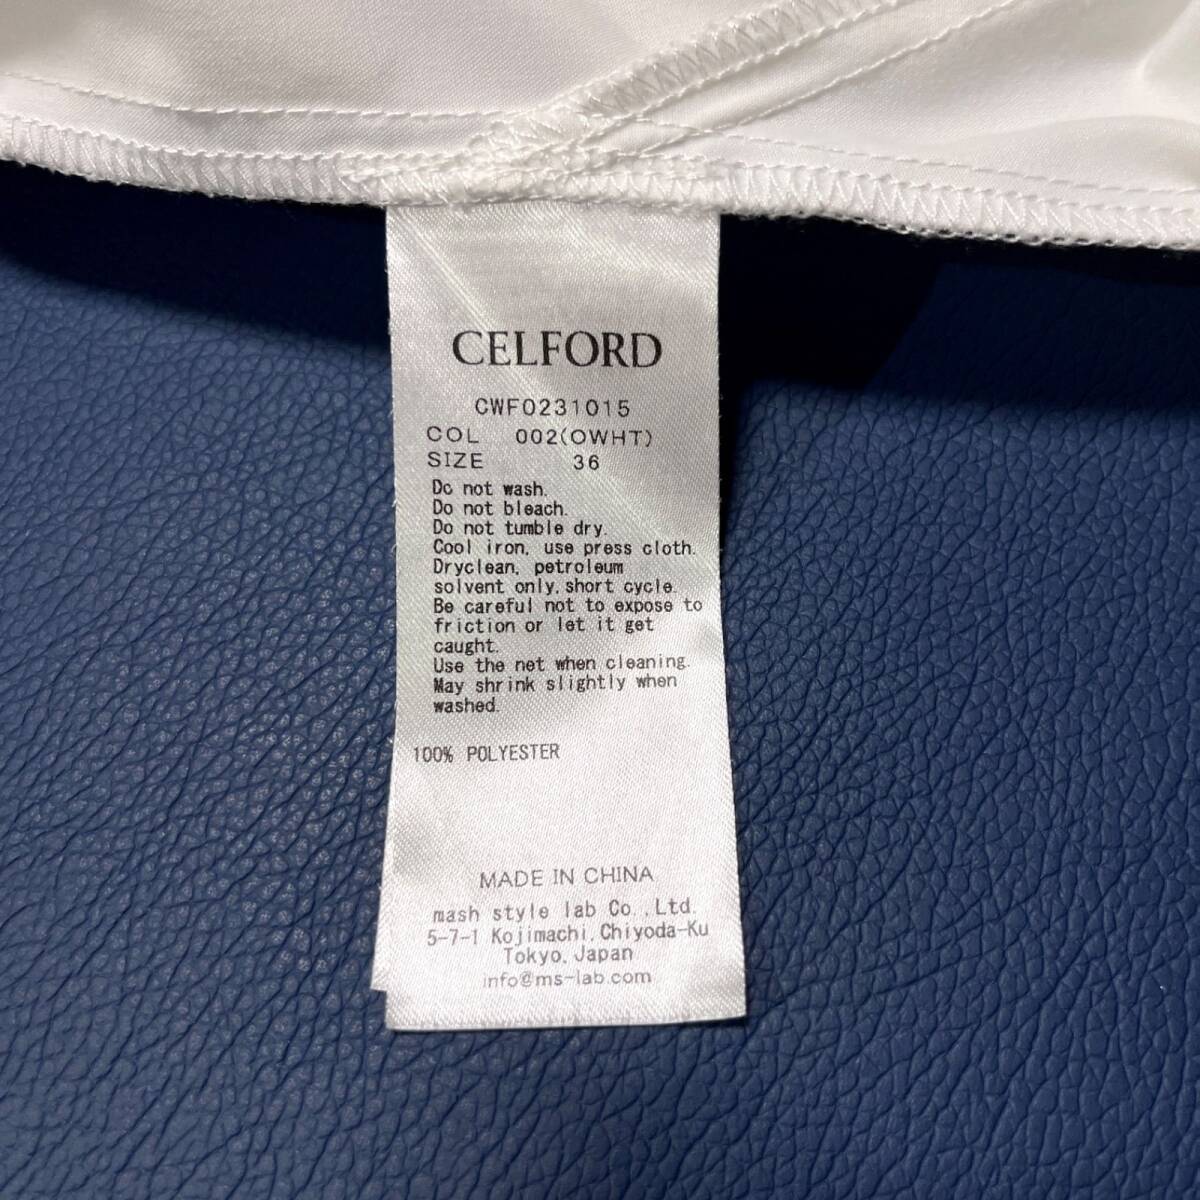 CELFORD
CWF0231015
COL 002(OWHT)
SIZE 36
Do not wash.
Do not bleach.
Do not tumble dry.
Cool iron, use press cloth.
Dryclean, petroleum
solvent only, short cycle.
Be careful not to expose to
friction or let it get
caught.
Use the net when cleaning.
May shrink slightly when
washed.
100% POLYESTER
MADE IN CHINA
mash style lab Co.,Ltd.
5-7-1 Kojimachi,Chiyoda-Ku
Tokyo,Japan
info@ms-lab.com